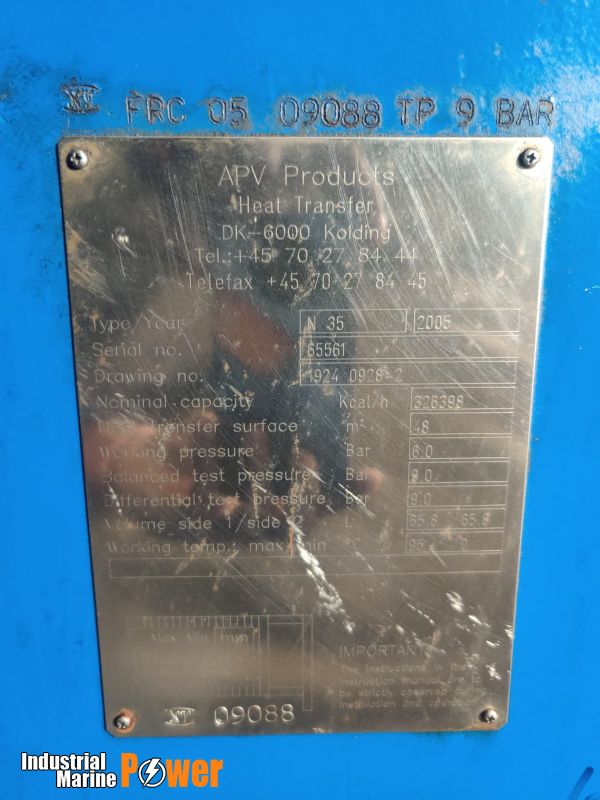 FRC 05 09088 TP 9 BAR
APV Products
Heat Transfer
DK-6000 Kolding
Tel.:+45 70 27 84 44
Telefax +45 70 27 84 45
Type/Year N 35 / 2005
Serial no. 65561
Drawing no. 1924 0928-2
Nominal capacity Kcal/h 326398
Heat transfer surface m² 48
Working pressure Bar 6.0
Balanced test pressure Bar 9.0
Differential test pressure bar 9.0
Volume side 1/side 2 L 65.8 /65.8
Working temp.: max/min °C 95 / 0
Max Min mm
IMPORTANT
The instructions in the
instruction manual are to
be strictly observed during
installation and operation
09088
Industrial
Marine Power